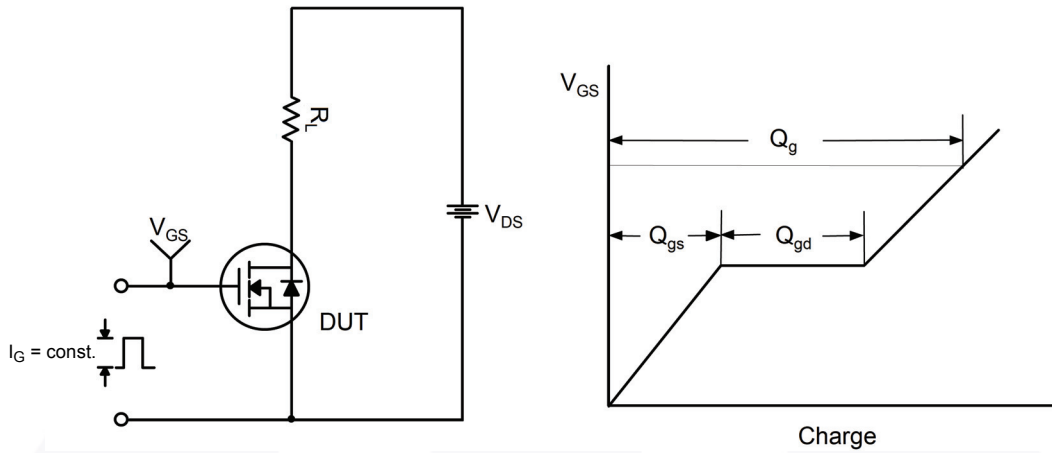 R_L
V_GS
V_DS
DUT
I_G = const.
V_GS
Q_g
Q_gs
Q_gd
Charge